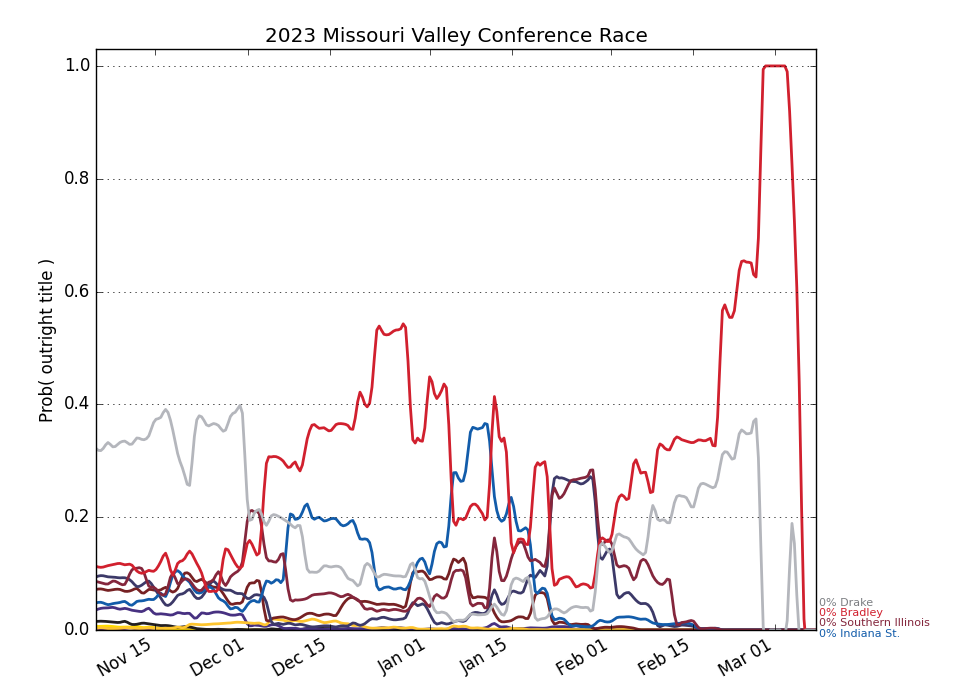 2023 Missouri Valley Conference Race
Prob( outright title )
1.0
0.8
0.6
0.4
0.2
0.0
Nov 15
Dec 01
Dec 15
Jan 01
Jan 15
Feb 01
Feb 15
Mar 01
0% Drake
0% Bradley
0% Southern Illinois
0% Indiana St.